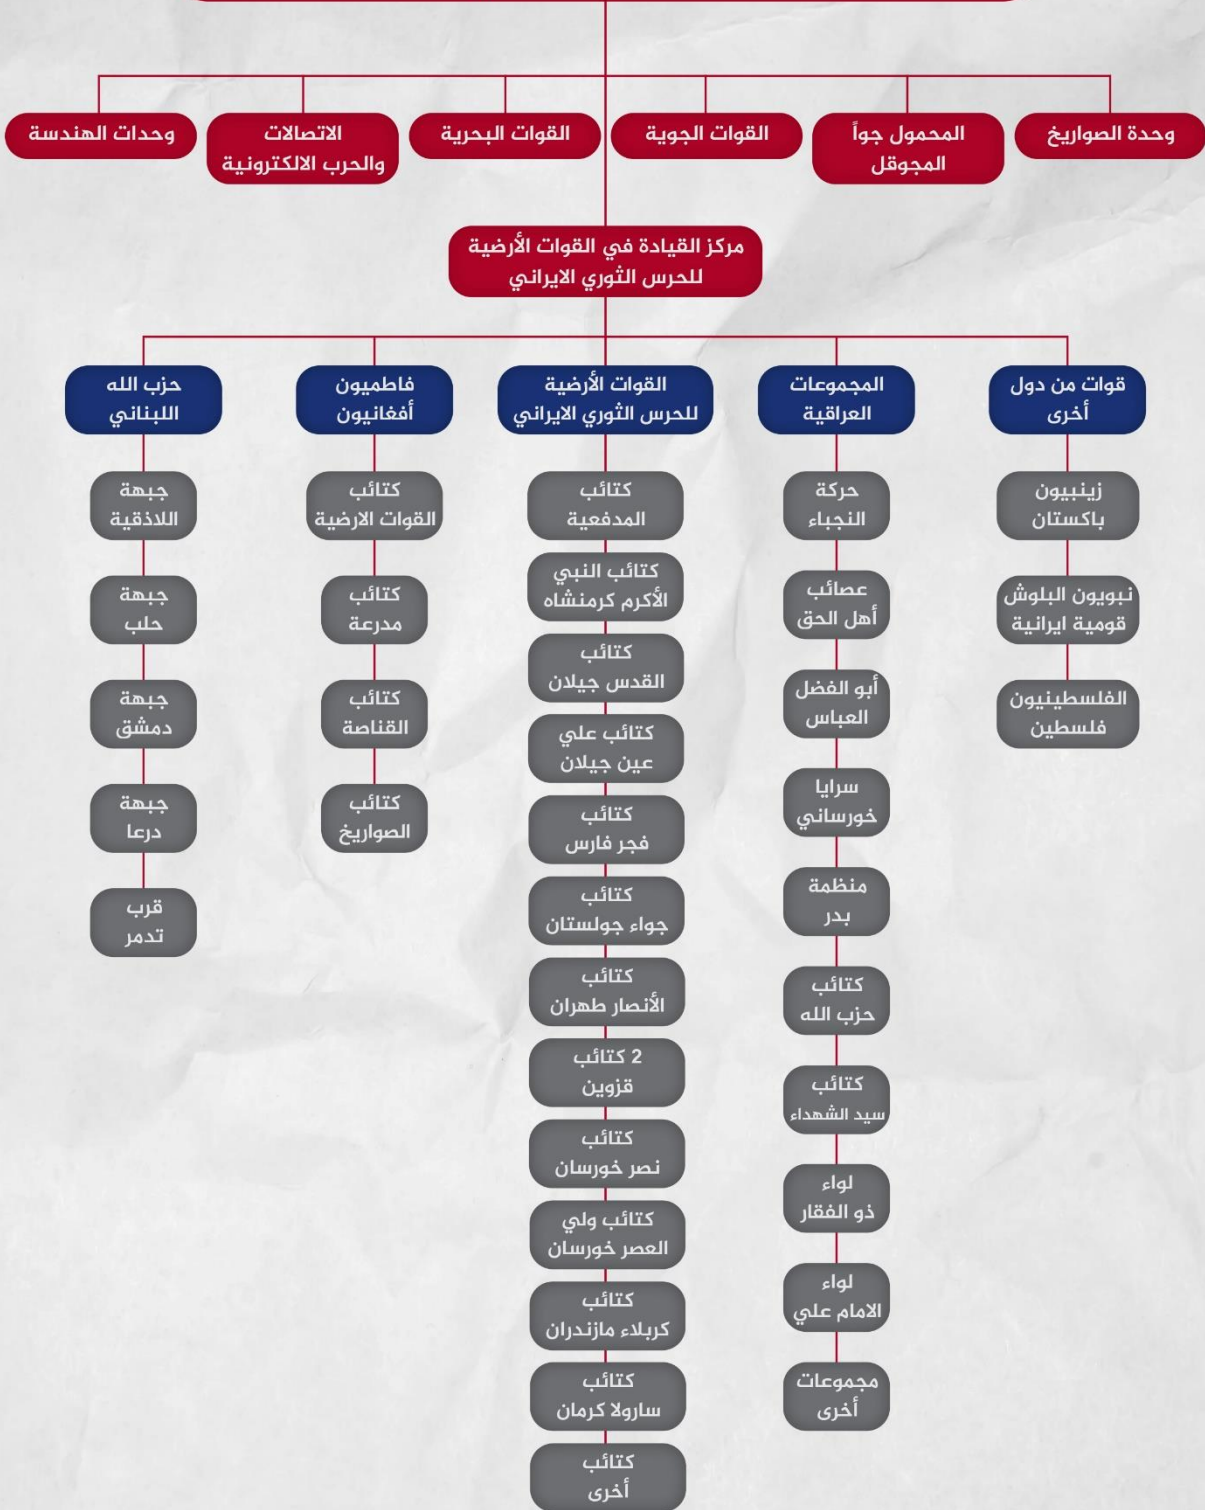 وحدة الصواريخ
المحمول جواً
المجوقل
القوات الجوية
القوات البحرية
الاتصالات
والحرب الالكترونية
وحدات الهندسة
مركز القيادة في القوات الأرضية
للحرس الثوري الايراني
قوات من دول
أخرى
زينبيون
باكستان
نبويون البلوش
قومية ايرانية
الفلسطينيون
فلسطين
المجموعات
العراقية
حركة
النجباء
عصائب
أهل الحق
أبو الفضل
العباس
سرايا
خورساني
منظمة
بدر
كتائب
حزب الله
كتائب
سيد الشهداء
لواء
ذو الفقار
لواء
الامام علي
مجموعات
أخرى
القوات الأرضية
للحرس الثوري الايراني
كتائب
المدفعية
كتائب النبي
الأكرم كرمنشاه
كتائب
القدس جيلان
كتائب علي
عين جيلان
كتائب
فجر فارس
كتائب
جواء جولستان
كتائب
الأنصار طهران
2 كتائب
قزوين
كتائب
نصر خورسان
كتائب ولي
العصر خورسان
كتائب
كربلاء مازندران
كتائب
سارولا كرمان
كتائب
أخرى
فاطميون
أفغانيون
كتائب
القوات الارضية
كتائب
مدرعة
كتائب
القناصة
كتائب
الصواريخ
حزب الله
اللبناني
جبهة
اللاذقية
جبهة
حلب
جبهة
دمشق
جبهة
درعا
قرب
تدمر